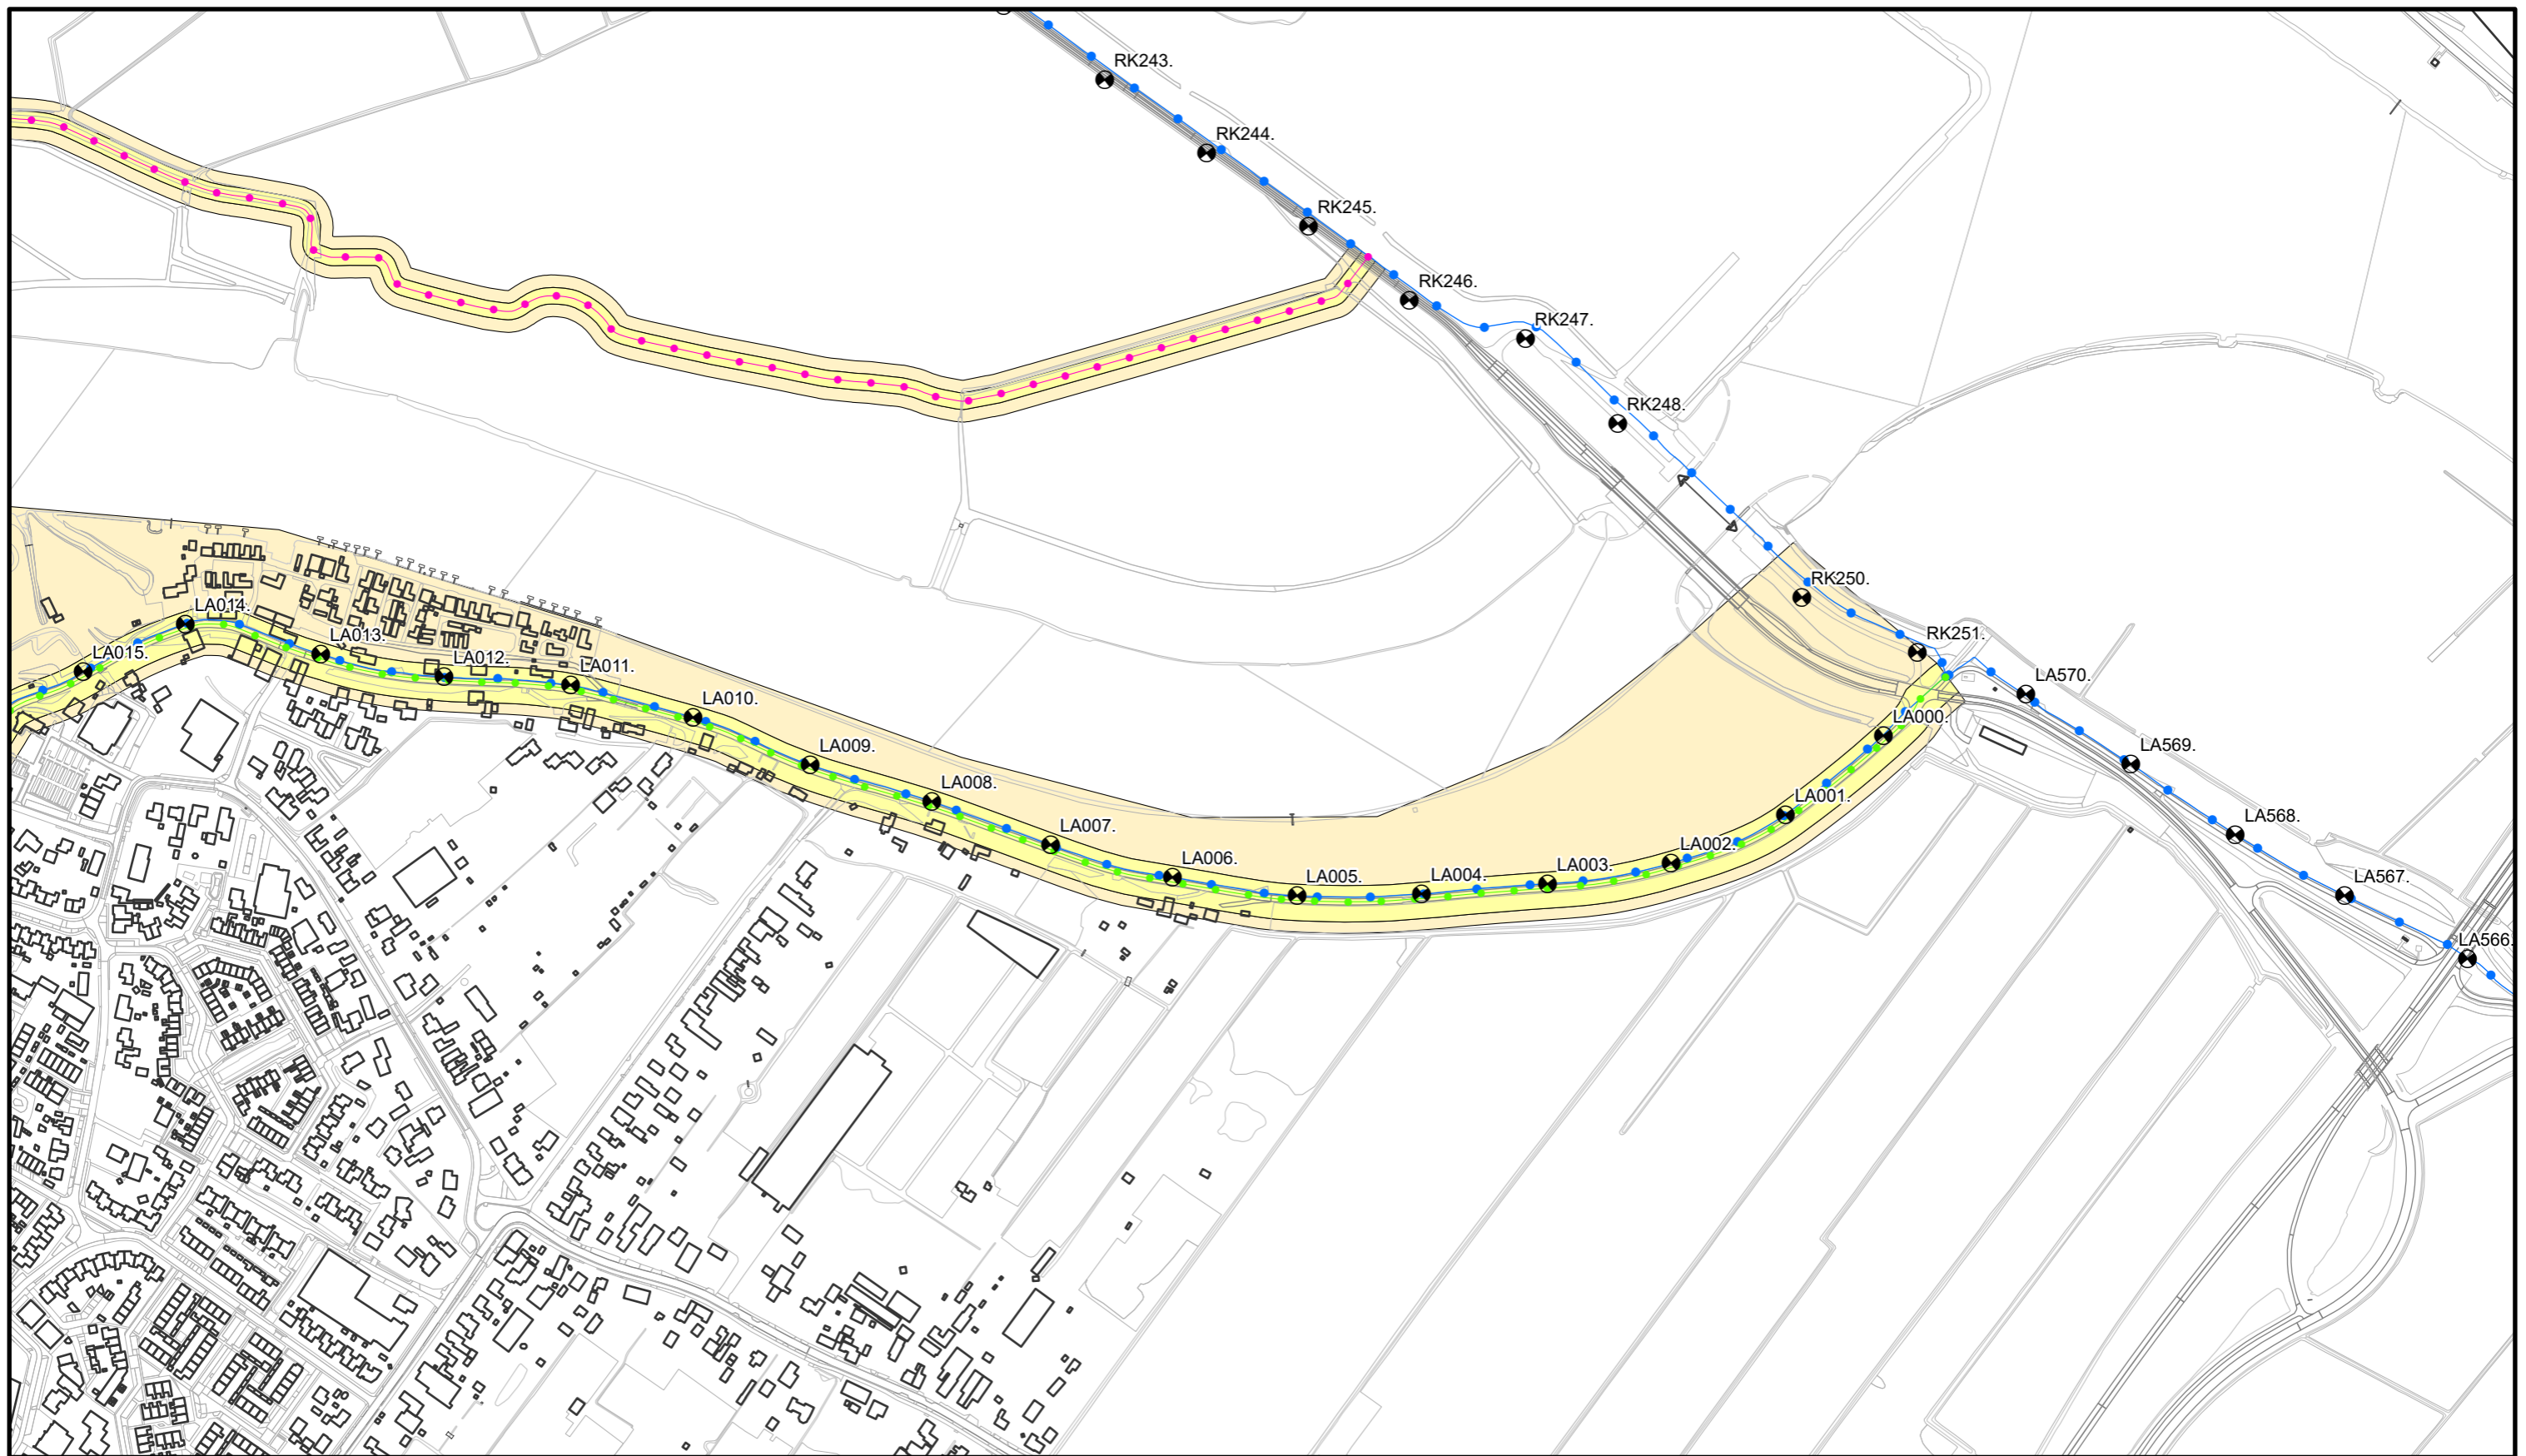 RK243.
RK244.
RK245.
RK246.
RK247.
RK248.
RK250.
RK251.
LA570.
LA569.
LA568.
LA567.
LA566.
LA000.
LA001.
LA002.
LA003.
LA004.
LA005.
LA006.
LA007.
LA008.
LA009.
LA010.
LA011.
LA012.
LA013.
LA014.
LA015.